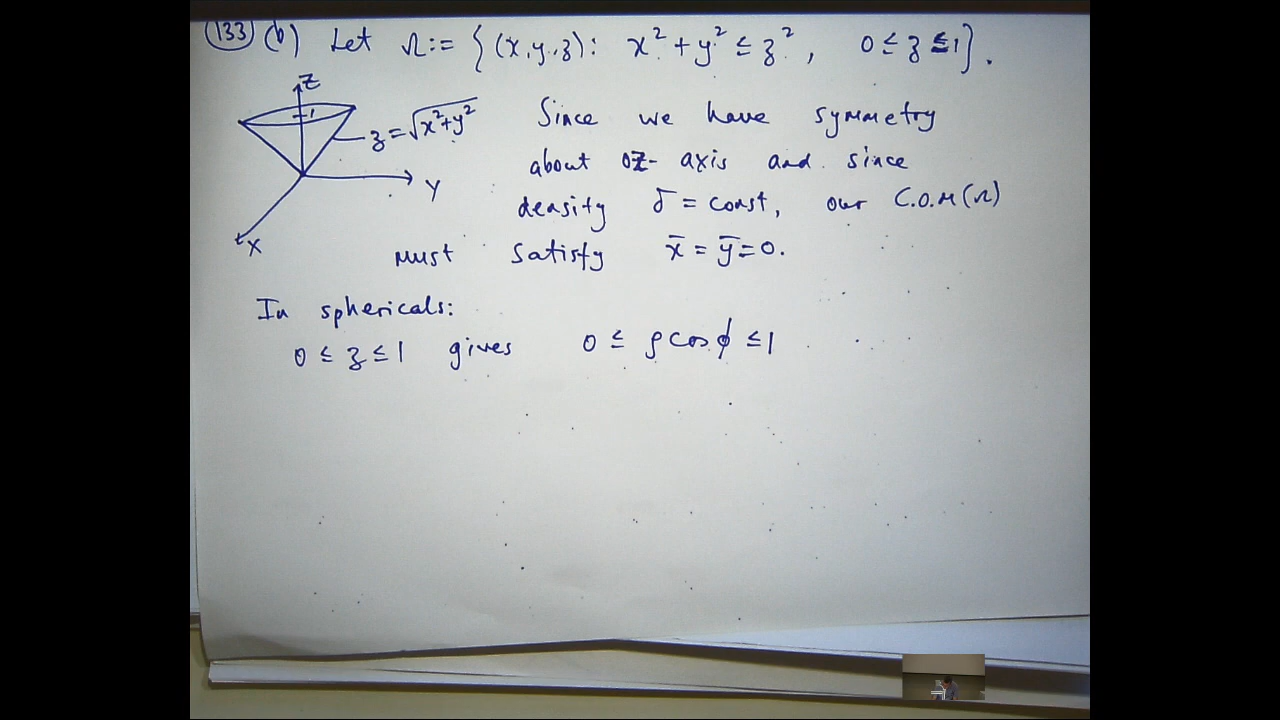 133 (b) Let Ω := {(x,y,z): x² + y² ≤ z², 0 ≤ z ≤ 1}.
z
1
z = √x²+y²
Y
X
Since we have symmetry
about OZ- axis and since
density δ = const, our C.O.M(Ω)
must satisfy x̄ = ȳ = 0.
In sphericals:
0 ≤ z ≤ 1 gives 0 ≤ ρ cos ϕ ≤ 1